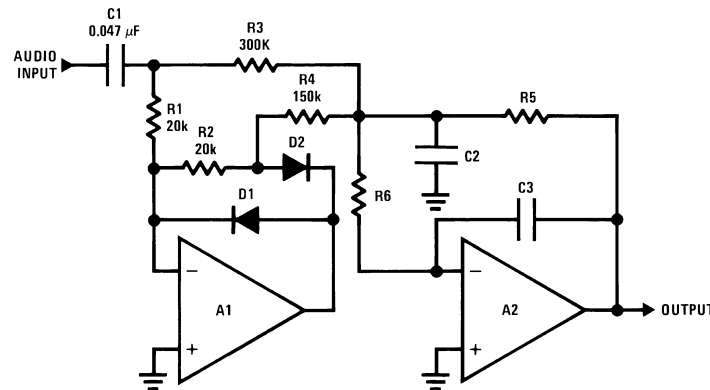 C1
0.047 μF
AUDIO
INPUT
R3
300K
R4
150k
R5
R1
20k
R2
20k
D2
C2
D1
R6
C3
−
A1
+
−
A2
+
OUTPUT